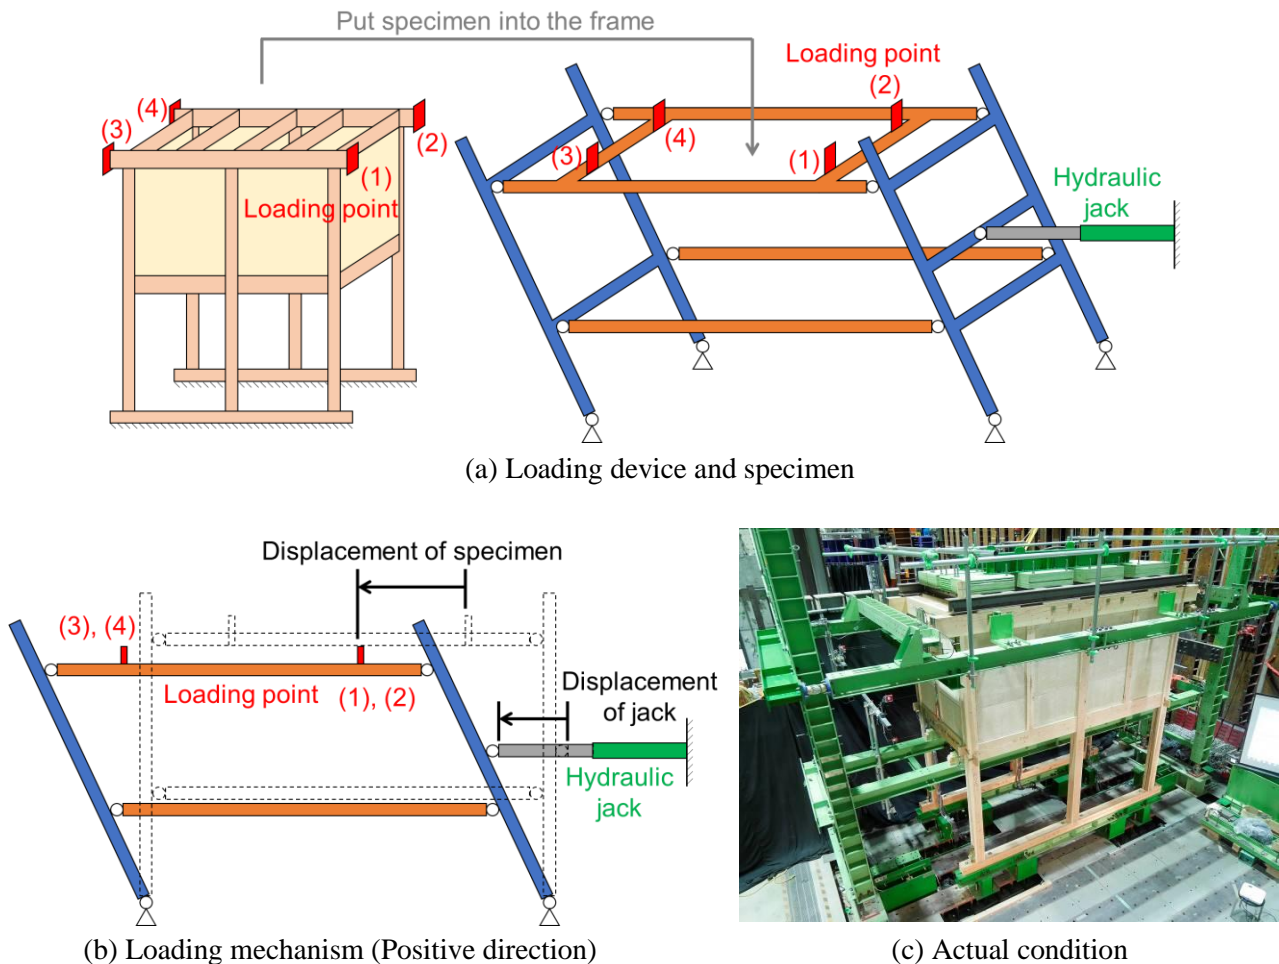 Put specimen into the frame
Loading point
(2)
(4)
(3)
(2)
(1)
Loading point
(4)
(3)
(1)
Hydraulic
jack
(a) Loading device and specimen
Displacement of specimen
(3), (4)
Loading point
(1), (2)
Displacement
of jack
Hydraulic
jack
(b) Loading mechanism (Positive direction)
(c) Actual condition